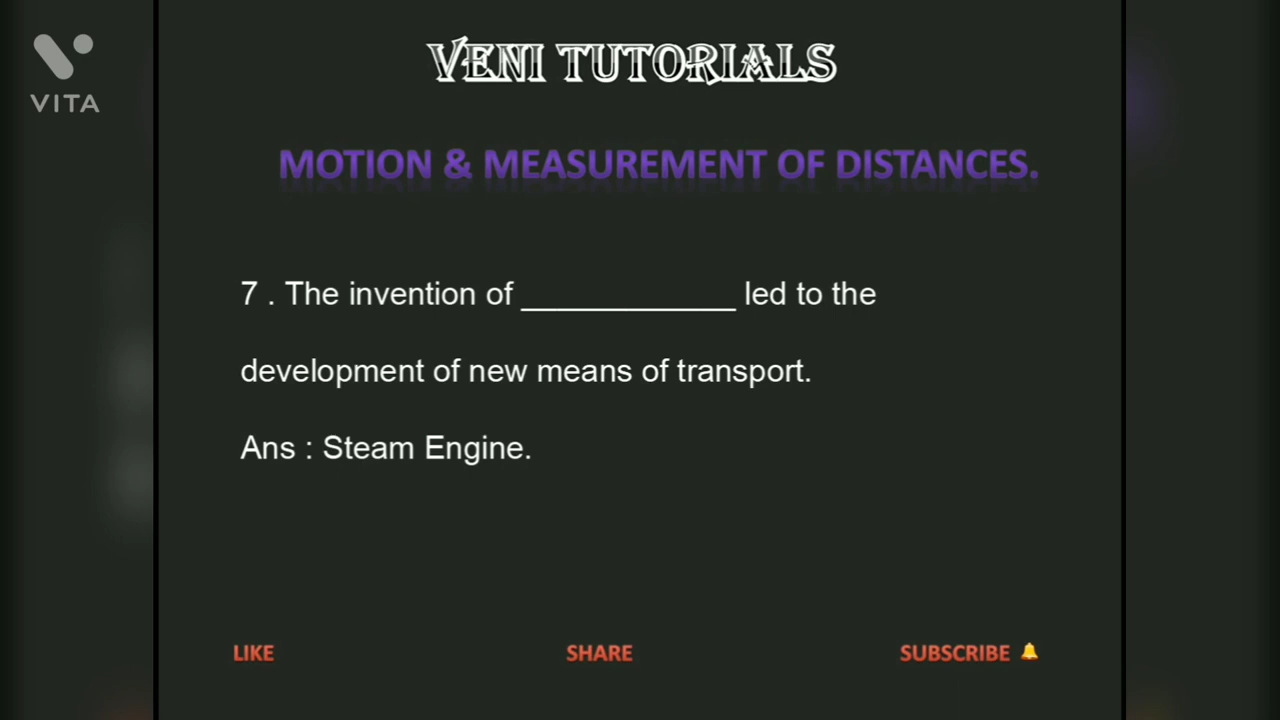 VITA
VENI TUTORIALS
MOTION & MEASUREMENT OF DISTANCES.
7 . The invention of ____________ led to the
development of new means of transport.
Ans : Steam Engine.
LIKE SHARE SUBSCRIBE 🔔